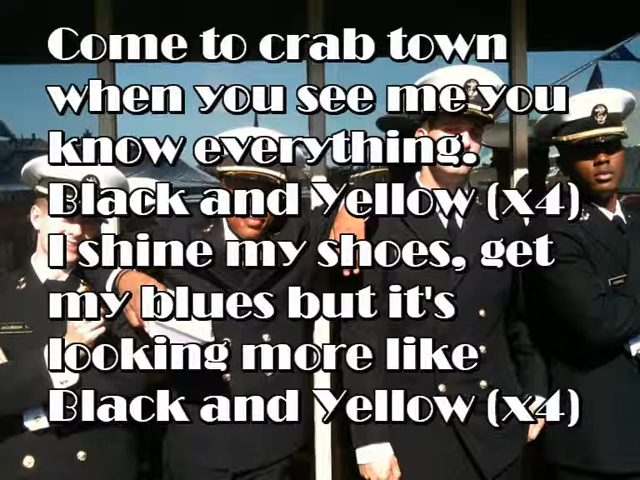 Come to crab town
when you see me you
know everything.
Black and Yellow (x4)
I shine my shoes, get
my blues but it's
looking more like
Black and Yellow (x4)